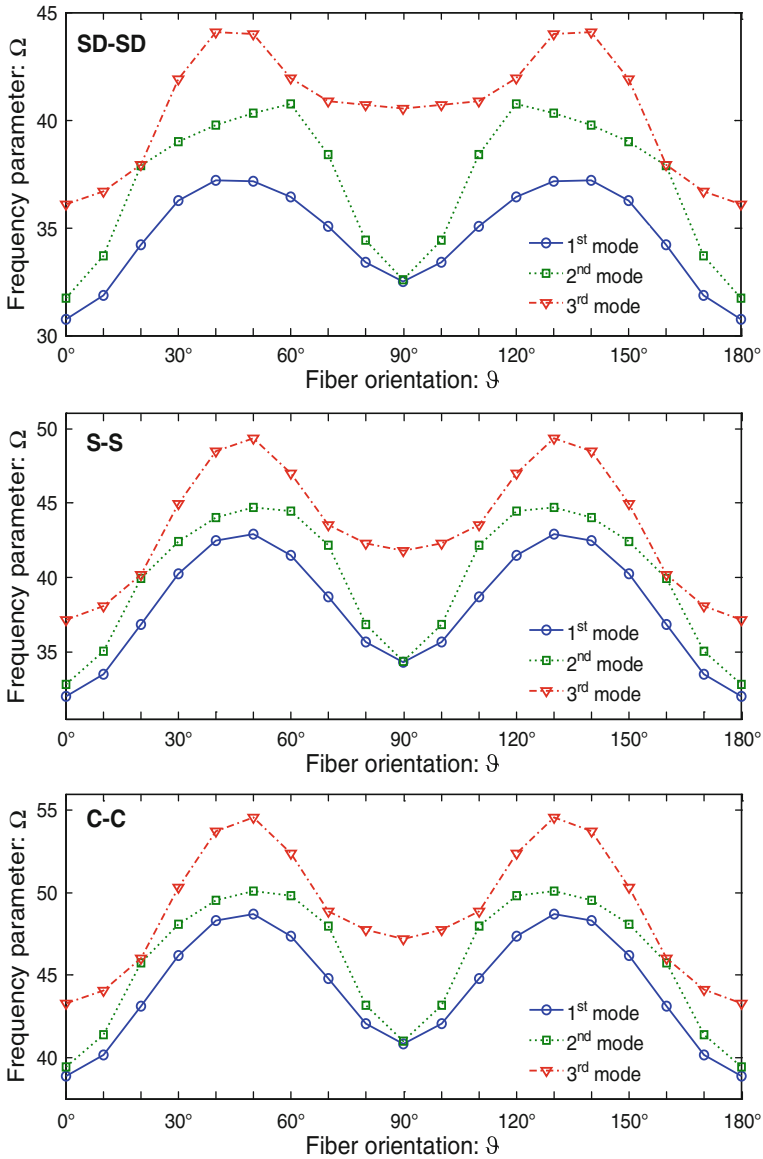 45
40
35
30
Frequency parameter: Ω
SD-SD
1st mode
2nd mode
3rd mode
0° 30° 60° 90° 120° 150° 180°
Fiber orientation: ϑ
50
45
40
35
Frequency parameter: Ω
S-S
1st mode
2nd mode
3rd mode
0° 30° 60° 90° 120° 150° 180°
Fiber orientation: ϑ
55
50
45
40
Frequency parameter: Ω
C-C
1st mode
2nd mode
3rd mode
0° 30° 60° 90° 120° 150° 180°
Fiber orientation: ϑ